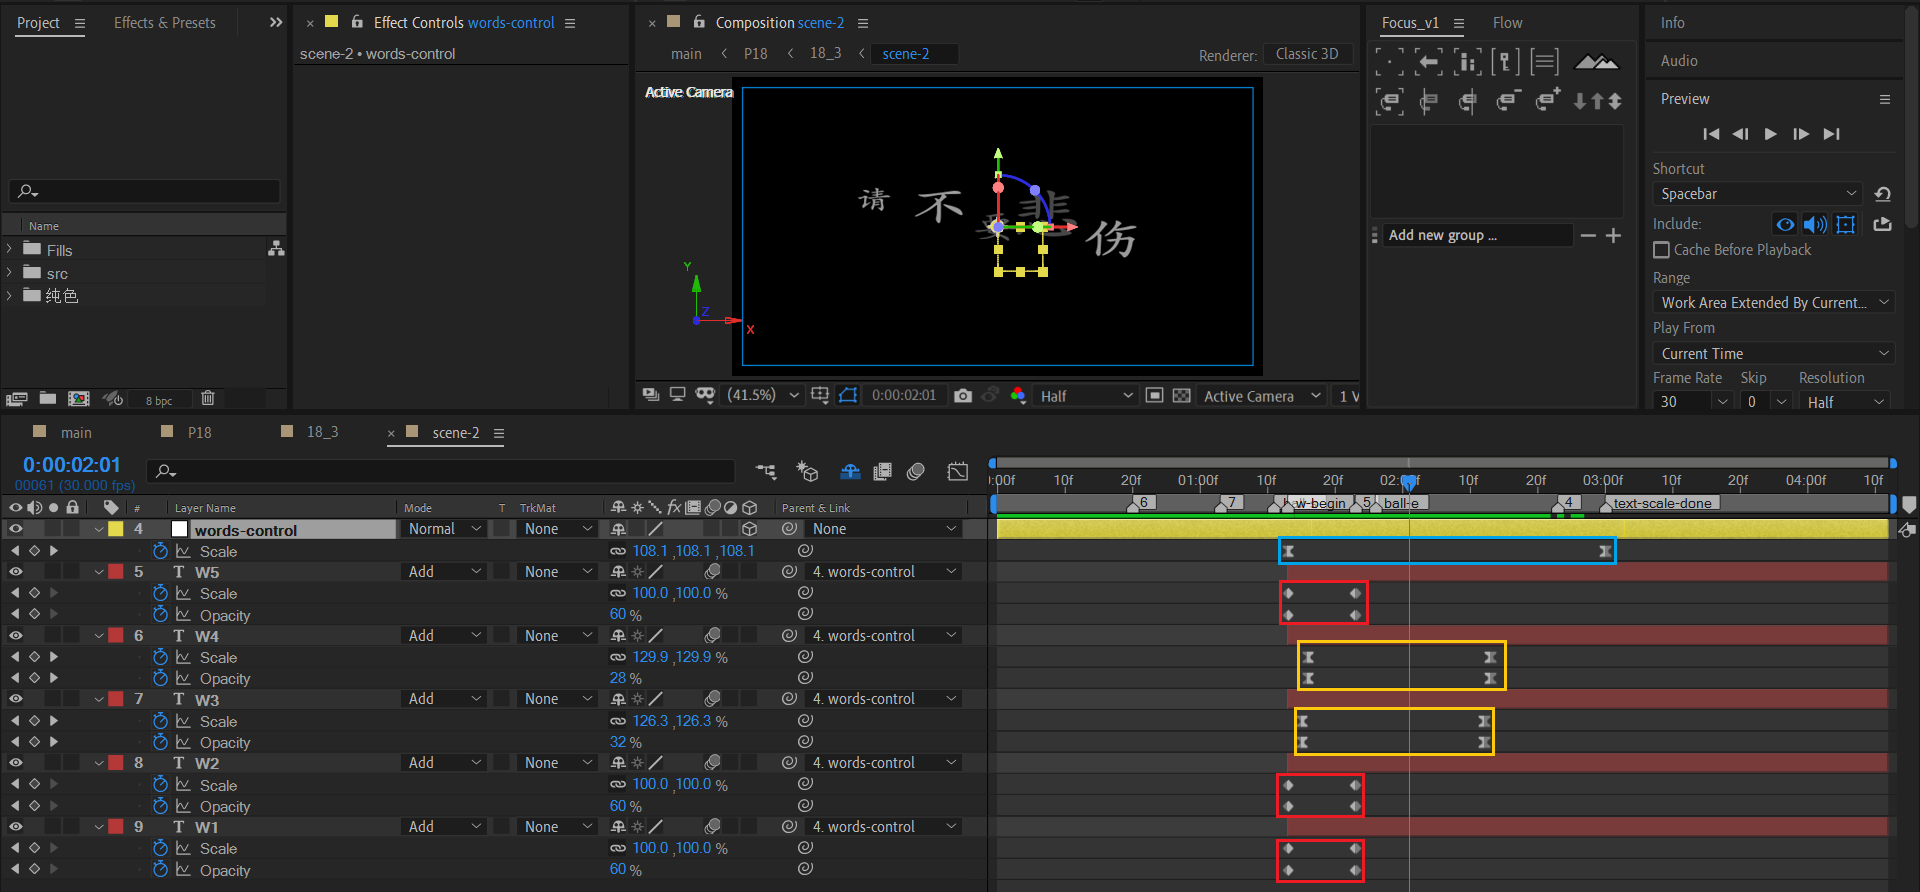 Project
Effects & Presets
Effect Controls words-control
Composition scene-2
Focus_v1
Flow
Info
scene-2 • words-control
main
P18
18_3
scene-2
Renderer:
Classic 3D
Audio
Active Camera
Preview
请 不 要 悲 伤
Y
Z
X
Shortcut
Spacebar
Name
Fills
src
纯色
Include:
Add new group ...
Cache Before Playback
Range
Work Area Extended By Current...
Play From
Current Time
Frame Rate
Skip
Resolution
30
0
Half
8 bpc
(41.5%)
0:00:02:01
Half
Active Camera
1 V
main
P18
18_3
scene-2
0:00:02:01
00061 (30.000 fps)
:00f
10f
20f
01:00f
10f
20f
02:00f
10f
20f
03:00f
10f
20f
04:00f
10f
# Layer Name
Mode
T TrkMat
fx
Parent & Link
6
7
w-begin
5
ball-e
4
text-scale-done
4 words-control Normal None
Scale 108.1 ,108.1 ,108.1
5 T W5 Add None 4. words-control
Scale 100.0 ,100.0 %
Opacity 60 %
6 T W4 Add None 4. words-control
Scale 129.9 ,129.9 %
Opacity 28 %
7 T W3 Add None 4. words-control
Scale 126.3 ,126.3 %
Opacity 32 %
8 T W2 Add None 4. words-control
Scale 100.0 ,100.0 %
Opacity 60 %
9 T W1 Add None 4. words-control
Scale 100.0 ,100.0 %
Opacity 60 %